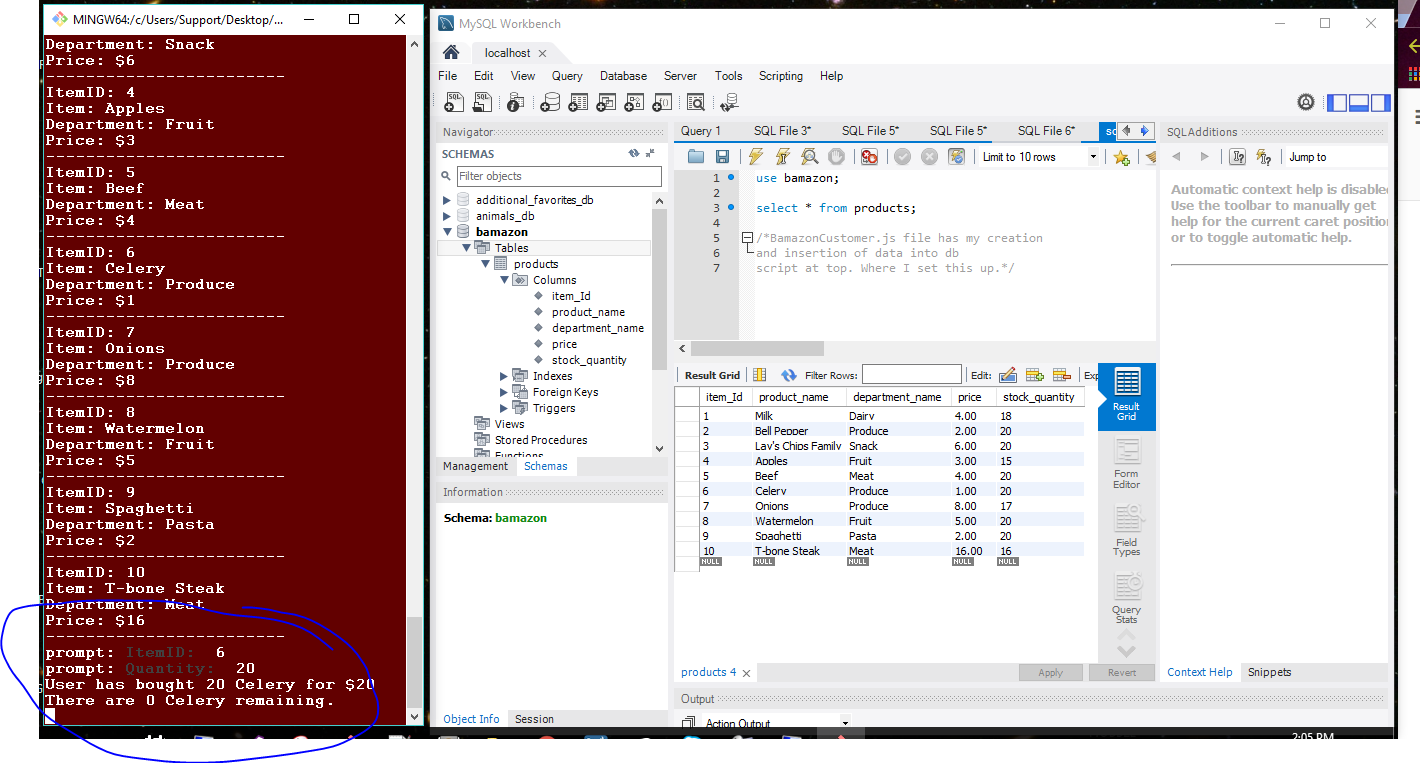 MINGW64:/c/Users/Support/Desktop/...
Department: Snack
Price: $6
--------------------------
ItemID: 4
Item: Apples
Department: Fruit
Price: $3
--------------------------
ItemID: 5
Item: Beef
Department: Meat
Price: $4
--------------------------
ItemID: 6
Item: Celery
Department: Produce
Price: $1
--------------------------
ItemID: 7
Item: Onions
Department: Produce
Price: $8
--------------------------
ItemID: 8
Item: Watermelon
Department: Fruit
Price: $5
--------------------------
ItemID: 9
Item: Spaghetti
Department: Pasta
Price: $2
--------------------------
ItemID: 10
Item: T-bone Steak
Department: Meat
Price: $16
--------------------------
prompt: ItemID: 6
prompt: Quantity: 20
User has bought 20 Celery for $20
There are 0 Celery remaining.
MySQL Workbench
localhost
File Edit View Query Database Server Tools Scripting Help
Navigator
SCHEMAS
Filter objects
additional_favorites_db
animals_db
bamazon
Tables
products
Columns
item_Id
product_name
department_name
price
stock_quantity
Indexes
Foreign Keys
Triggers
Views
Stored Procedures
Functions
Management Schemas
Information
Schema: bamazon
Object Info Session
Query 1 SQL File 3* SQL File 5* SQL File 5* SQL File 6*
Limit to 10 rows
1 use bamazon;
2
3 select * from products;
4
5 /*BamazonCustomer.js file has my creation
6 and insertion of data into db
7 script at top. Where I set this up.*/
Result Grid Filter Rows: Edit:
item_Id product_name department_name price stock_quantity
1 Milk Dairy 4.00 18
2 Bell Pepper Produce 2.00 20
3 Lay's Chips Family Snack 6.00 20
4 Apples Fruit 3.00 15
5 Beef Meat 4.00 20
6 Celery Produce 1.00 20
7 Onions Produce 8.00 17
8 Watermelon Fruit 5.00 20
9 Spaghetti Pasta 2.00 20
10 T-bone Steak Meat 16.00 16
NULL NULL NULL NULL NULL
Result Grid
Form Editor
Field Types
Query Stats
products 4 Apply Revert
Output
Action Output
SQLAdditions
Jump to
Automatic context help is disabled
Use the toolbar to manually get
help for the current caret position
or to toggle automatic help.
Context Help Snippets
2:05 PM